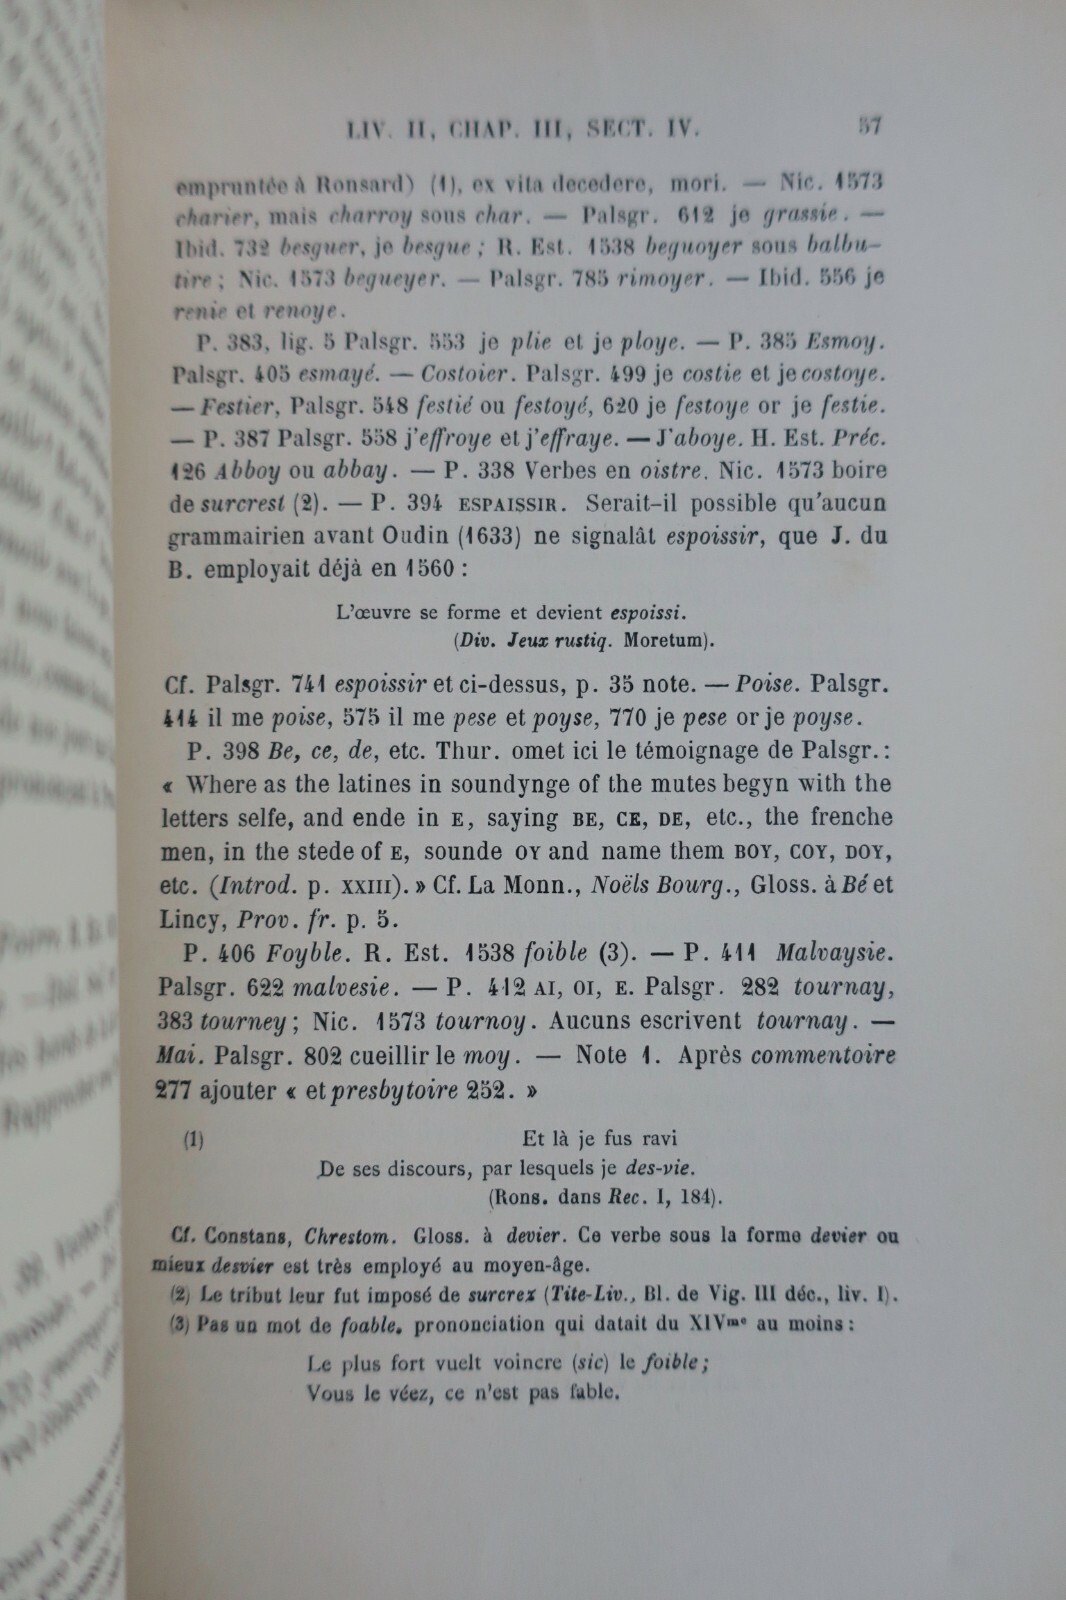 LIV. II, CHAP. III, SECT. IV. 57
empruntée à Ronsard) (1), ex vita decedere, mori. — Nic. 1573
charier, mais charroy sous char. — Palsgr. 612 je grassie. —
Ibid. 732 besguer, je besgue ; R. Est. 1538 beguoyer sous balbu-
tire ; Nic. 1573 begueyer. — Palsgr. 785 rimoyer. — Ibid. 556 je
renie et renoye.
P. 383, lig. 5 Palsgr. 553 je plie et je ploye. — P. 385 Esmoy.
Palsgr. 405 esmayé. — Costoier. Palsgr. 499 je costie et je costoye.
— Festier, Palsgr. 548 festié ou festoyé, 620 je festoye or je festie.
— P. 387 Palsgr. 558 j'effroye et j'effraye. — J'aboye. H. Est. Préc.
126 Abboy ou abbay. — P. 338 Verbes en oistre. Nic. 1573 boire
de surcrest (2). — P. 394 ESPAISSIR. Serait-il possible qu'aucun
grammairien avant Oudin (1633) ne signalât espoissir, que J. du
B. employait déjà en 1560 :
L'œuvre se forme et devient espoissi.
(Div. Jeux rustiq. Moretum).
Cf. Palsgr. 741 espoissir et ci-dessus, p. 35 note. — Poise. Palsgr.
414 il me poise, 575 il me pese et poyse, 770 je pese or je poyse.
P. 398 Be, ce, de, etc. Thur. omet ici le témoignage de Palsgr. :
« Where as the latines in soundynge of the mutes begyn with the
letters selfe, and ende in E, saying BE, CE, DE, etc., the frenche
men, in the stede of E, sounde OY and name them BOY, COY, DOY,
etc. (Introd. p. XXIII). » Cf. La Monn., Noëls Bourg., Gloss. à Bé et
Lincy, Prov. fr. p. 5.
P. 406 Foyble. R. Est. 1538 foible (3). — P. 411 Malvaysie.
Palsgr. 622 malvesie. — P. 412 AI, OI, E. Palsgr. 282 tournay,
383 tourney ; Nic. 1573 tournoy. Aucuns escrivent tournay. —
Mai. Palsgr. 802 cueillir le moy. — Note 1. Après commentoire
277 ajouter « et presbytoire 252. »
(1) Et là je fus ravi
De ses discours, par lesquels je des-vie.
(Rons. dans Rec. I, 184).
Cf. Constans, Chrestom. Gloss. à devier. Ce verbe sous la forme devier ou
mieux desvier est très employé au moyen-âge.
(2) Le tribut leur fut imposé de surcrex (Tite-Liv., Bl. de Vig. III déc., liv. I).
(3) Pas un mot de foable, prononciation qui datait du XIVme au moins :
Le plus fort vuelt voincre (sic) le foible ;
Vous le véez, ce n'est pas fable.